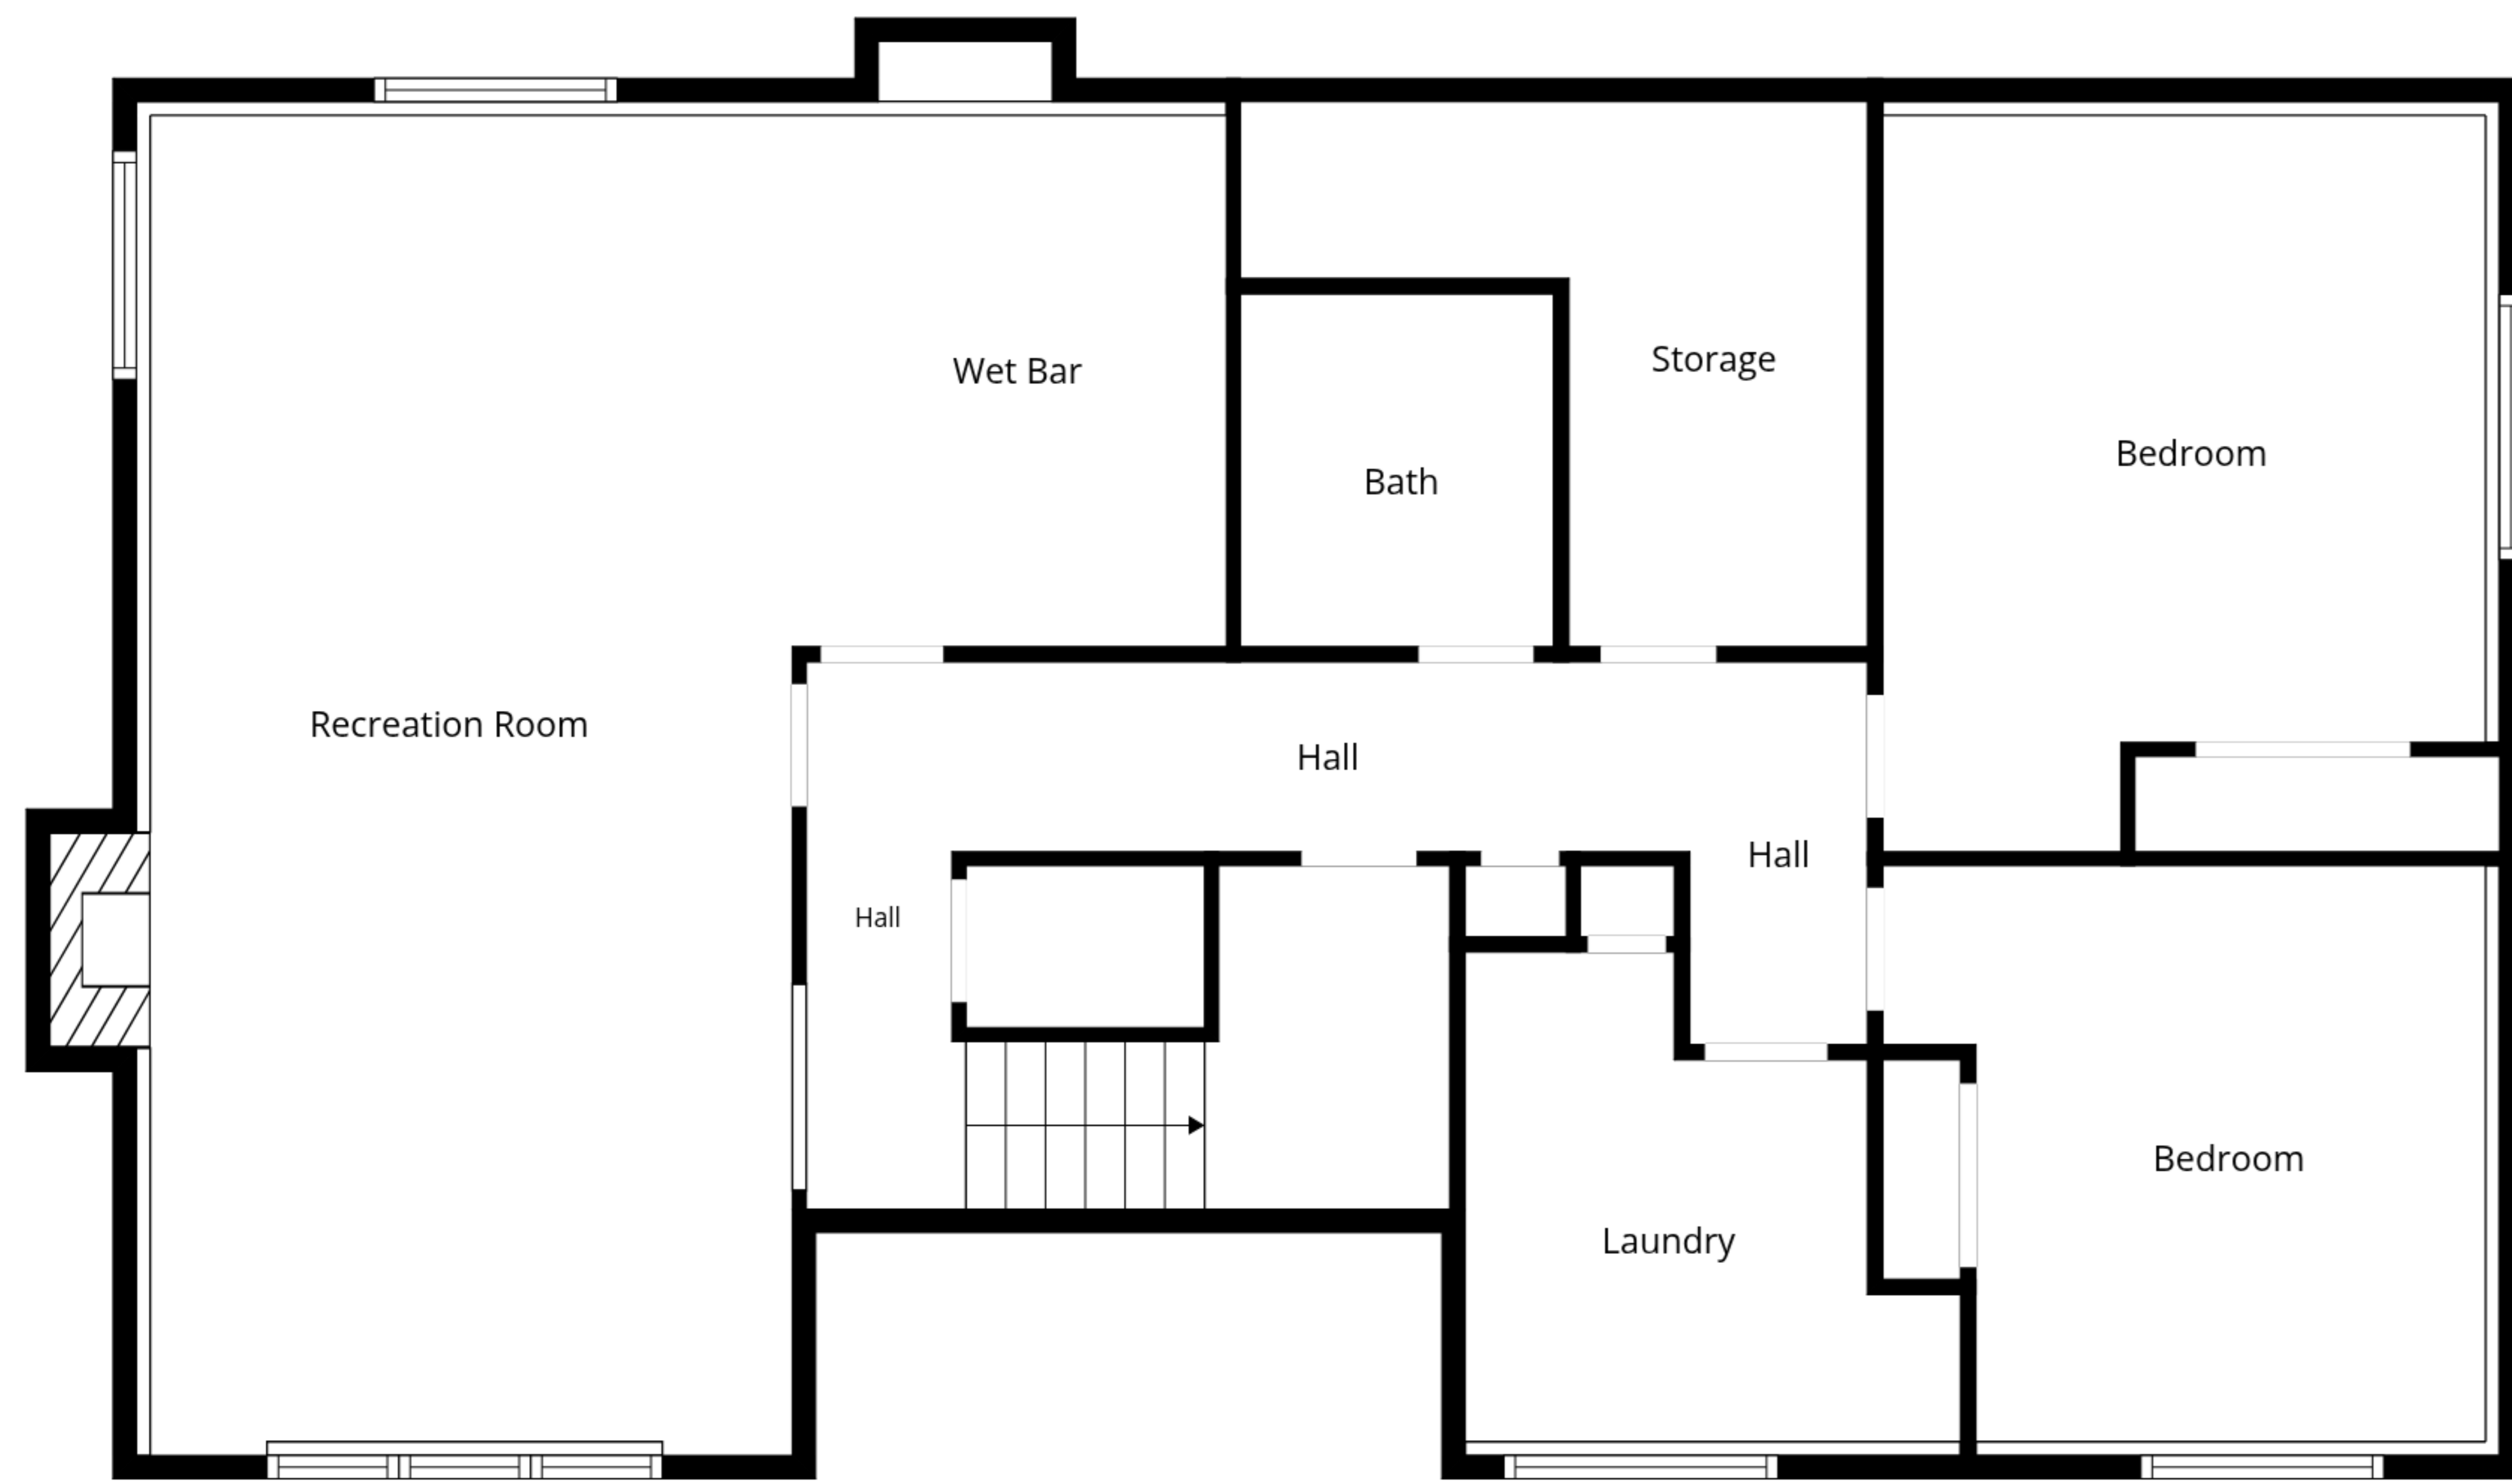 Storage
Wet Bar
Bedroom
Bath
Recreation Room
Hall
Hall
Hall
Bedroom
Laundry